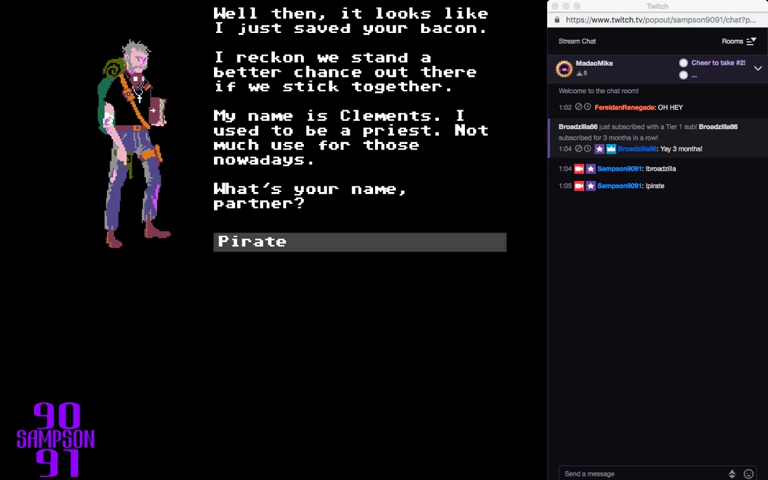 Well then, it looks like
I just saved your bacon.
I reckon we stand a
better chance out there
if we stick together.
My name is Clements. I
used to be a priest. Not
much use for those
nowadays.
What's your name,
partner?
Pirate
90
SAMPSON
91
Twitch
https://www.twitch.tv/popout/sampson9091/chat?p...
Stream Chat
Rooms
MadaoMike
5
Cheer to take #2!
...
Welcome to the chat room!
1:02 FereldanRenegade: OH HEY
Broadzilla86 just subscribed with a Tier 1 sub! Broadzilla86
subscribed for 3 months in a row!
1:04 Broadzilla86: Yay 3 months!
1:04 Sampson9091: !broadzilla
1:05 Sampson9091: !pirate
Send a message